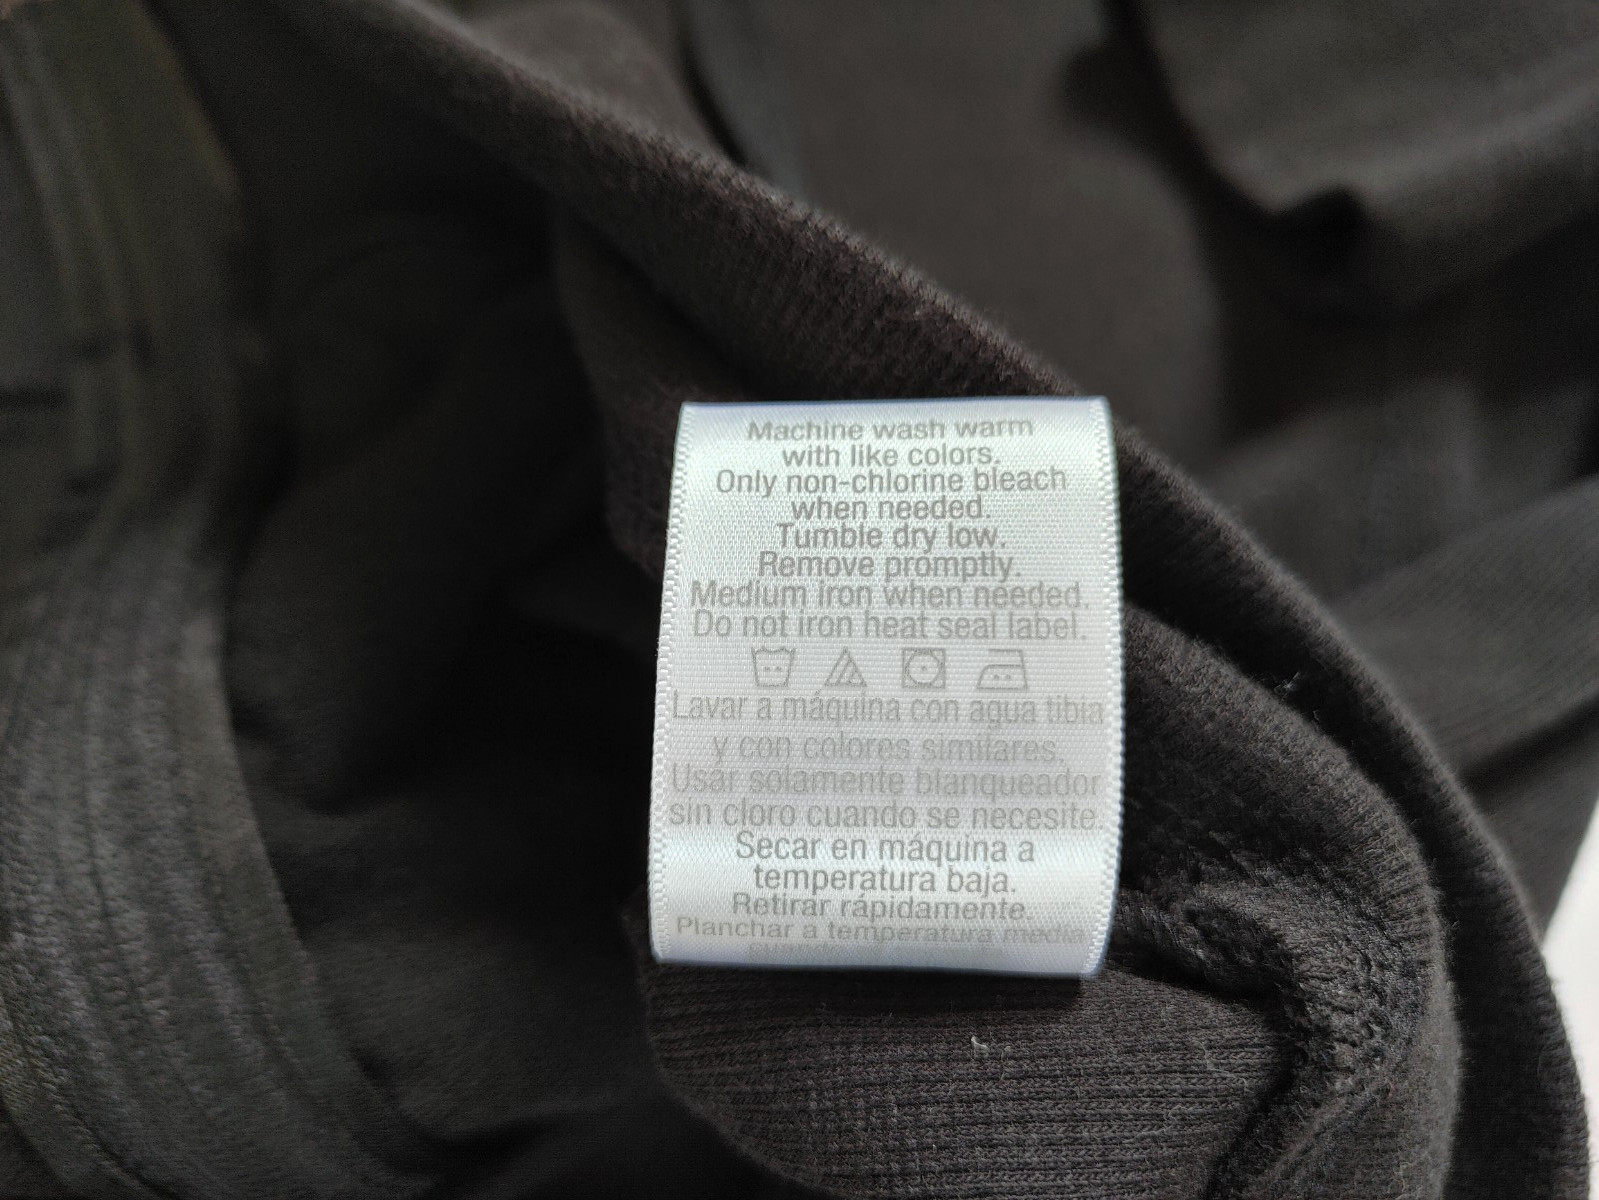 Machine wash warm
with like colors.
Only non-chlorine bleach
when needed.
Tumble dry low.
Remove promptly.
Medium iron when needed.
Do not iron heat seal label.
Lavar a máquina con agua tibia
y con colores similares.
Usar solamente blanqueador
sin cloro cuando se necesite.
Secar en máquina a
temperatura baja.
Retirar rápidamente.
Planchar a temperatura media